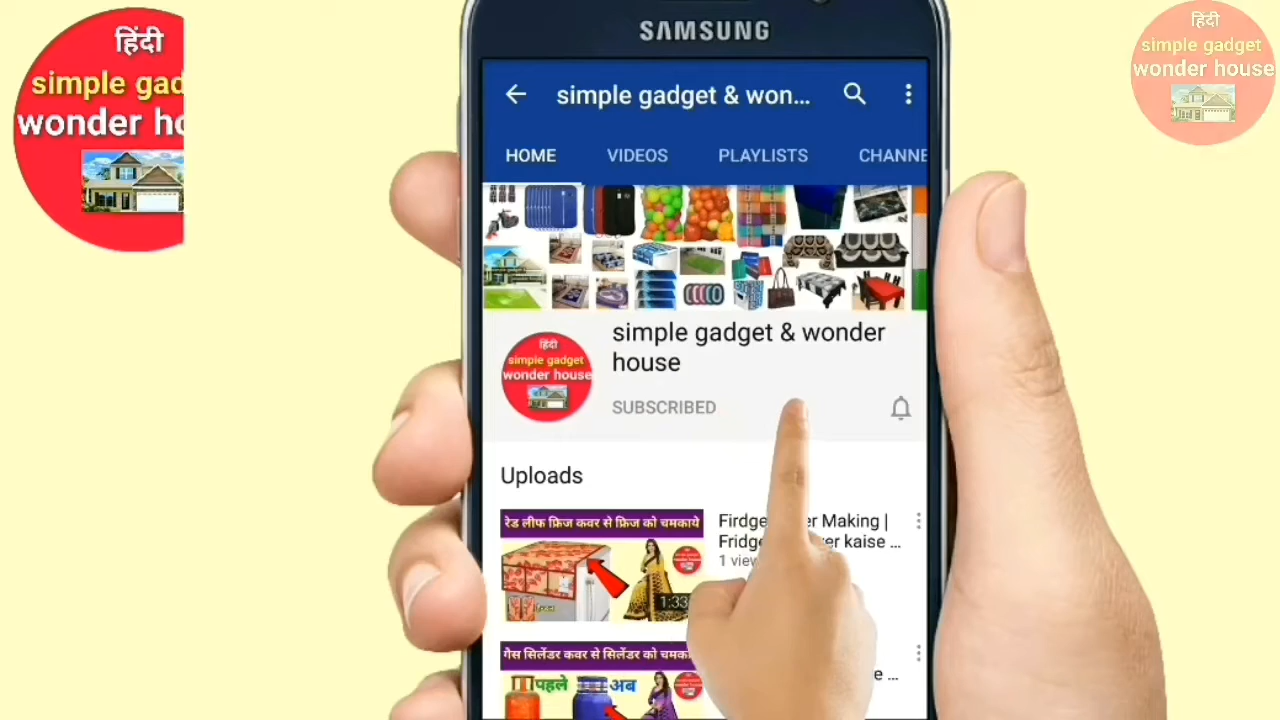 हिंदी
simple gad
wonder ho
हिंदी
simple gadget
wonder house
SAMSUNG
simple gadget & won...
HOME
VIDEOS
PLAYLISTS
CHANNE
simple gadget & wonder
house
हिंदी
simple gadget
wonder house
SUBSCRIBED
Uploads
रेड लीफ फ्रिज कवर से फ्रिज को चमकाये
Firdge er Making |
Fridge er kaise ...
1 view
1:33
गैस सिलेंडर कवर से सिलेंडर को चमका
पहले
अब
e ...